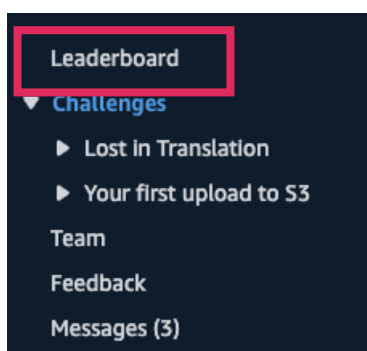 Leaderboard
Challenges
Lost in Translation
Your first upload to S3
Team
Feedback
Messages (3)